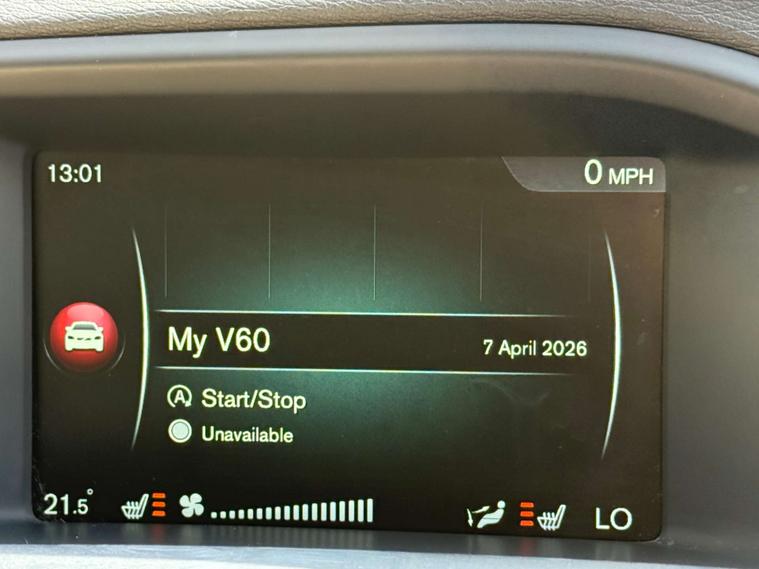 13:01
0 MPH
My V60
7 April 2026
A Start/Stop
Unavailable
21.5°
LO